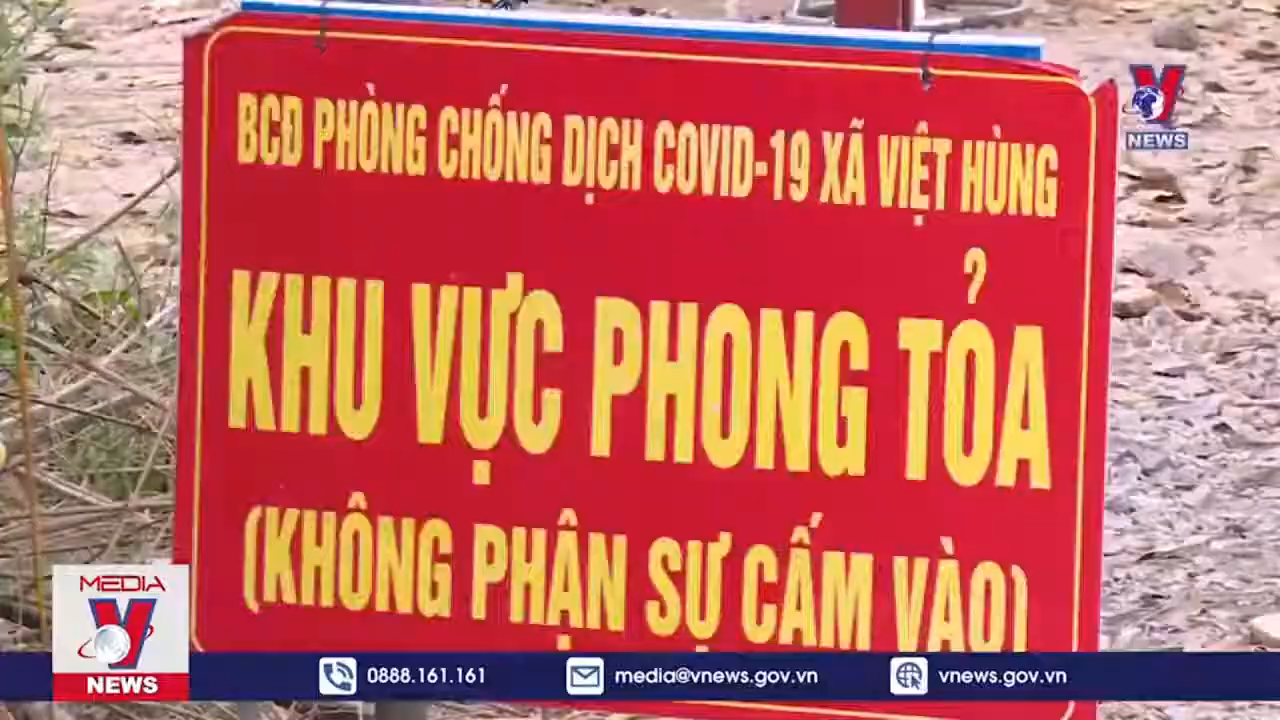 BCĐ PHÒNG CHỐNG DỊCH COVID-19 XÃ VIỆT HÙNG
KHU VỰC PHONG TỎA
(KHÔNG PHẬN SỰ CẤM VÀO)
V NEWS
MEDIA
V
NEWS
0888.161.161 media@vnews.gov.vn vnews.gov.vn